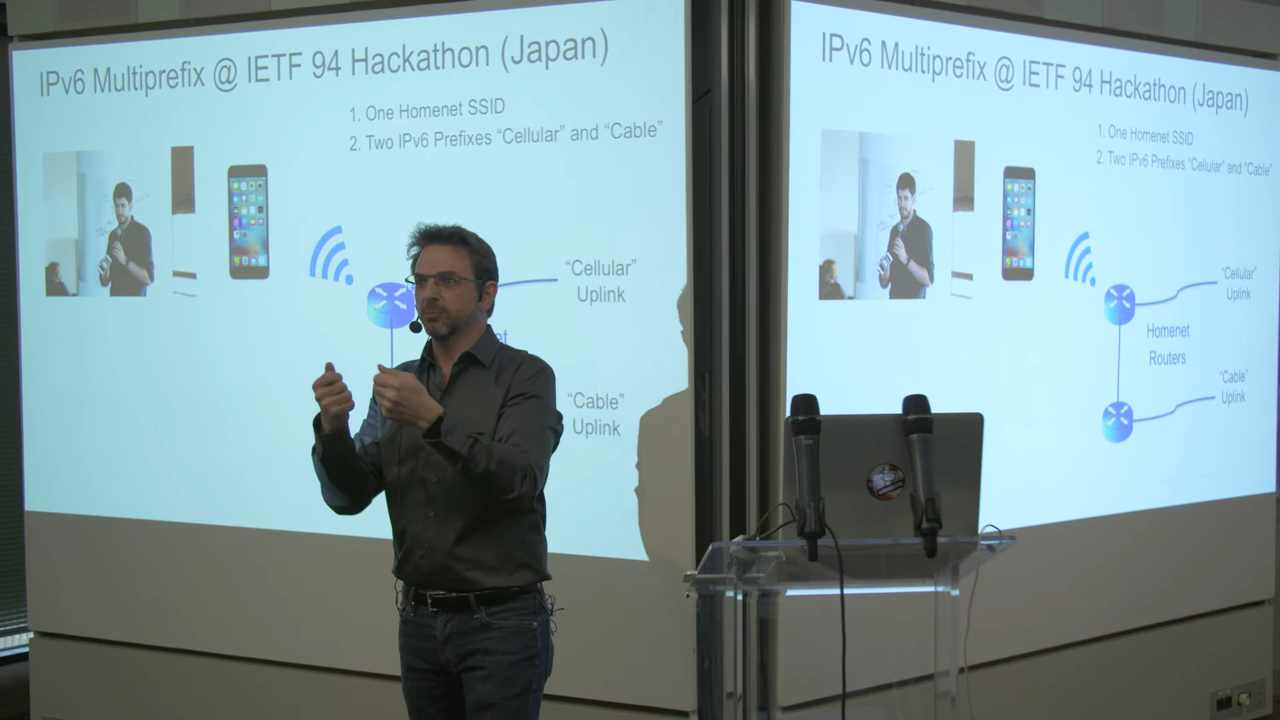 IPv6 Multiprefix @ IETF 94 Hackathon (Japan)
1. One Homenet SSID
2. Two IPv6 Prefixes “Cellular” and “Cable”
“Cellular”
Uplink
“Cable”
Uplink
IPv6 Multiprefix @ IETF 94 Hackathon (Japan)
1. One Homenet SSID
2. Two IPv6 Prefixes “Cellular” and “Cable”
“Cellular”
Uplink
Homenet
Routers
“Cable”
Uplink